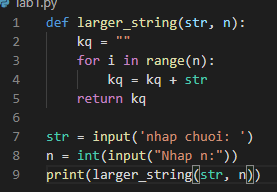 lab1.py
1 def larger_string(str, n):
2     kq = ""
3     for i in range(n):
4         kq = kq + str
5     return kq
6
7 str = input('nhap chuoi: ')
8 n = int(input("Nhap n:"))
9 print(larger_string(str, n))